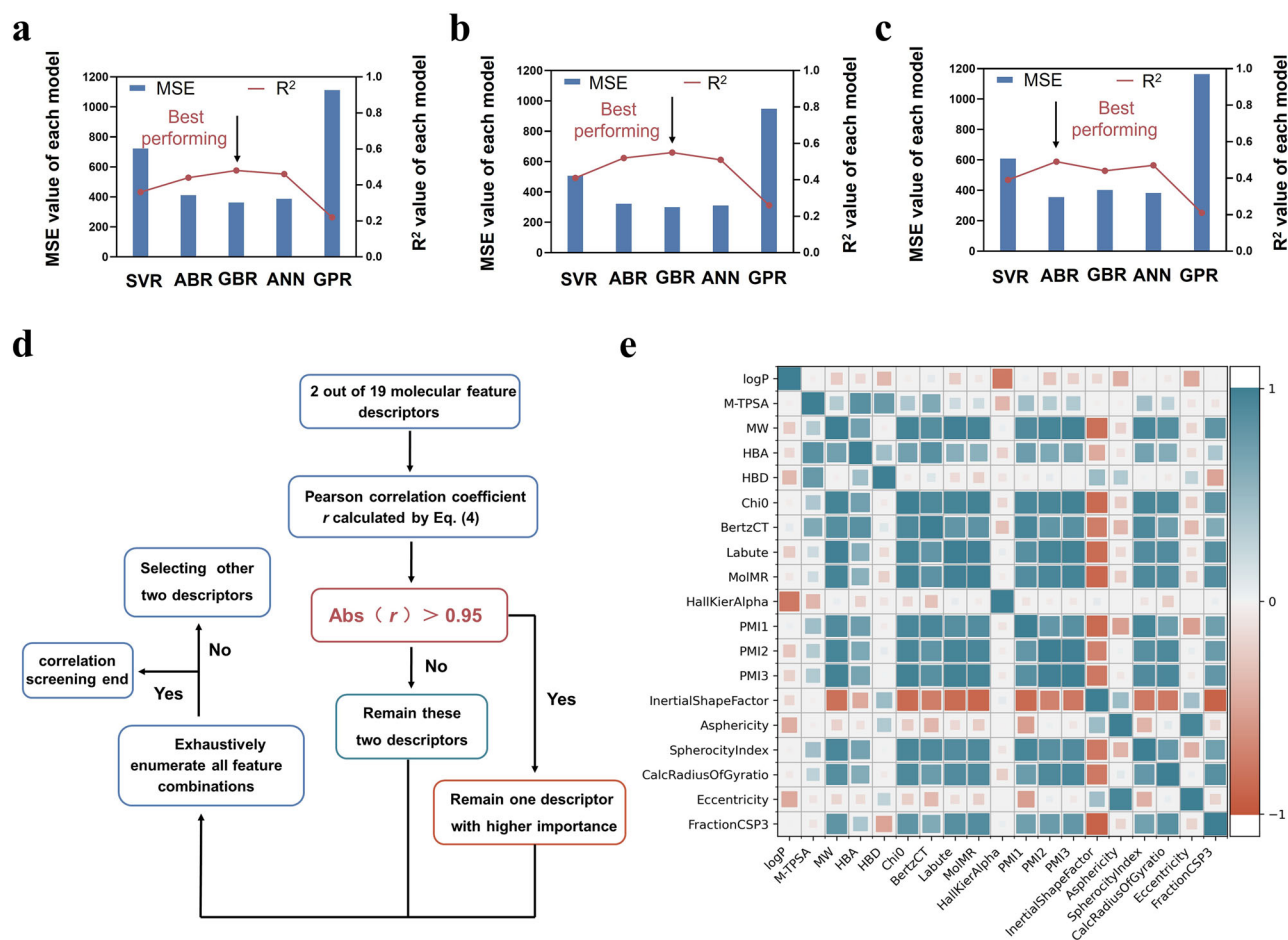 a
MSE value of each model
1200
1000
800
600
400
200
0
MSE
R²
Best
performing
1.0
0.8
0.6
0.4
0.2
0.0
R² value of each model
SVR ABR GBR ANN GPR
b
MSE value of each model
1200
1000
800
600
400
200
0
MSE
R²
Best
performing
1.0
0.8
0.6
0.4
0.2
0.0
R² value of each model
SVR ABR GBR ANN GPR
c
MSE value of each model
1200
1000
800
600
400
200
0
MSE
R²
Best
performing
1.0
0.8
0.6
0.4
0.2
0.0
R² value of each model
SVR ABR GBR ANN GPR
d
2 out of 19 molecular feature
descriptors
Pearson correlation coefficient
r calculated by Eq. (4)
Abs（r）＞0.95
No
Yes
Remain these
two descriptors
Remain one descriptor
with higher importance
Exhaustively
enumerate all feature
combinations
No
Yes
Selecting other
two descriptors
correlation
screening end
e
logP
M-TPSA
MW
HBA
HBD
Chi0
BertzCT
Labute
MolMR
HallKierAlpha
PMI1
PMI2
PMI3
InertialShapeFactor
Asphericity
SpherocityIndex
CalcRadiusOfGyratio
Eccentricity
FractionCSP3
logP
M-TPSA
MW
HBA
HBD
Chi0
BertzCT
Labute
MolMR
HallKierAlpha
PMI1
PMI2
PMI3
InertialShapeFactor
Asphericity
SpherocityIndex
CalcRadiusOfGyratio
Eccentricity
FractionCSP3
1
0
−1